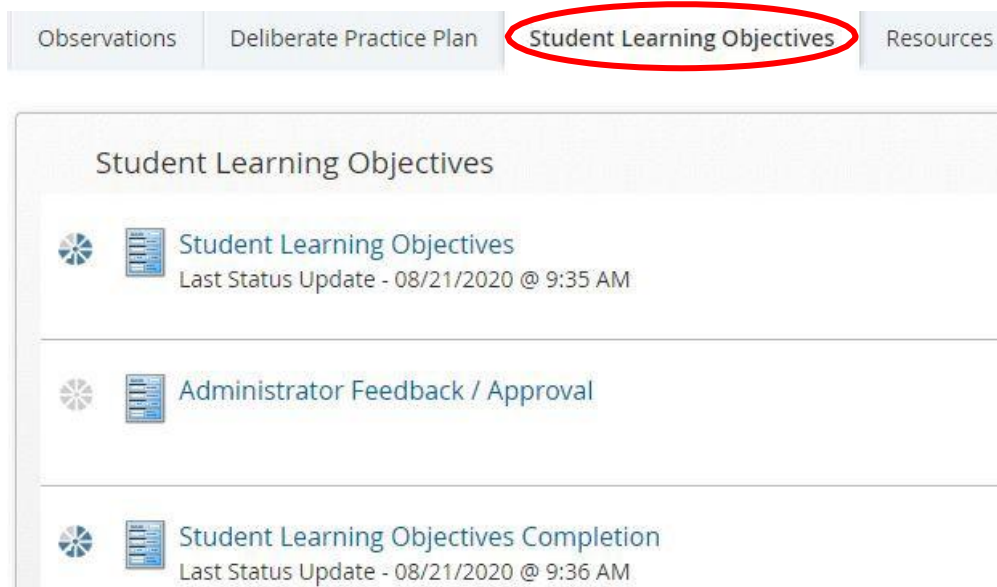 Observations Deliberate Practice Plan Student Learning Objectives Resources
Student Learning Objectives
Student Learning Objectives
Last Status Update - 08/21/2020 @ 9:35 AM
Administrator Feedback / Approval
Student Learning Objectives Completion
Last Status Update - 08/21/2020 @ 9:36 AM